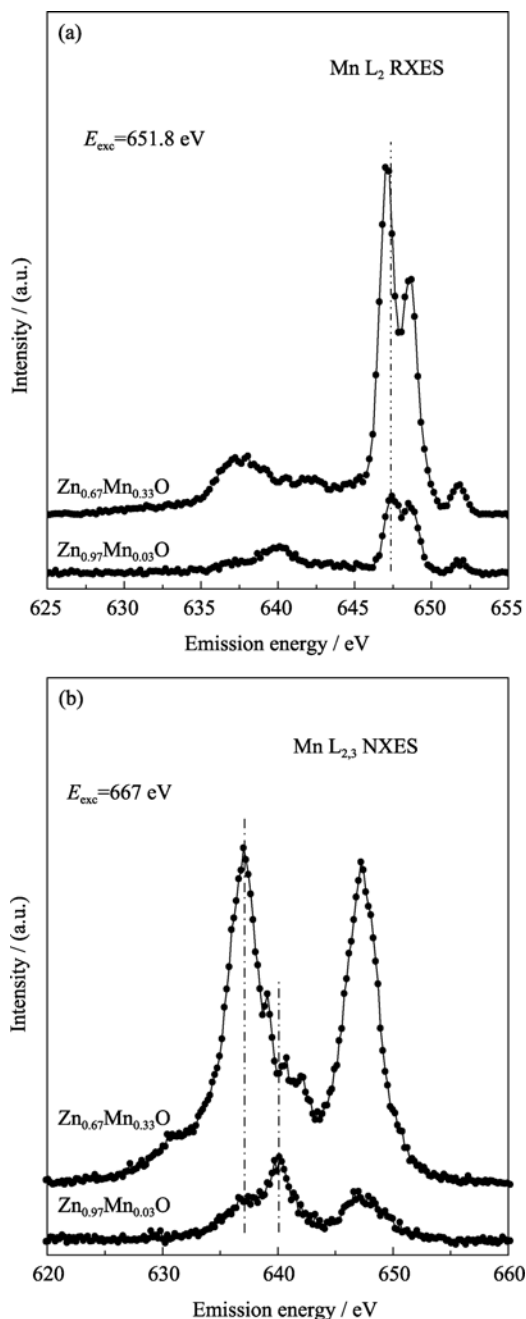 (a)
Mn L₂ RXES
E_exc=651.8 eV
Intensity / (a.u.)
Zn₀.₆₇Mn₀.₃₃O
Zn₀.₉₇Mn₀.₀₃O
625 630 635 640 645 650 655
Emission energy / eV
(b)
Mn L₂,₃ NXES
E_exc=667 eV
Intensity / (a.u.)
Zn₀.₆₇Mn₀.₃₃O
Zn₀.₉₇Mn₀.₀₃O
620 630 640 650 660
Emission energy / eV